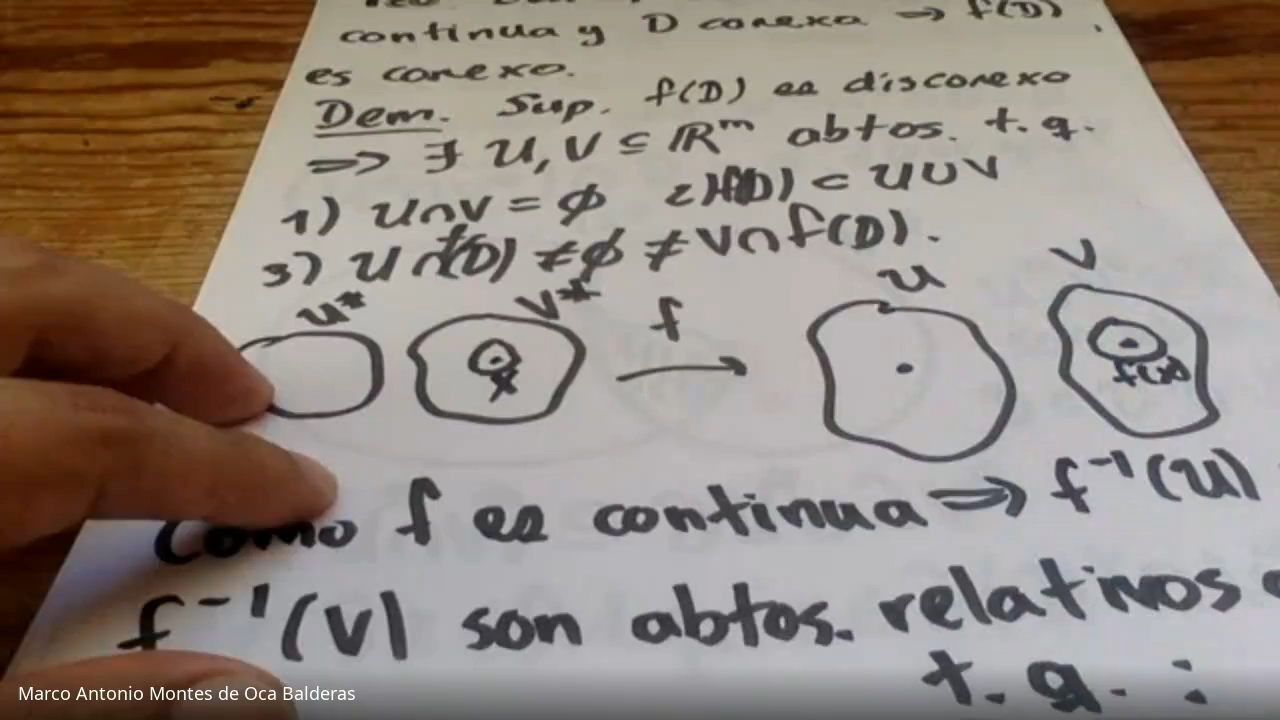 continua y D conexa ⇒ f(D)
es conexo.
Dem. Sup. f(D) es disconexo
⇒ ∃ U, V ⊆ ℝᵐ abtos. t.q.
1) U∩V = ∅ 2) f(D) ⊂ U∪V
3) U∩f(D) ≠ ∅ ≠ V∩f(D).
U* V* f U V
x f(x)
Como f es continua ⇒ f⁻¹(U)
f⁻¹(V) son abtos. relativos
t.q. :
Marco Antonio Montes de Oca Balderas